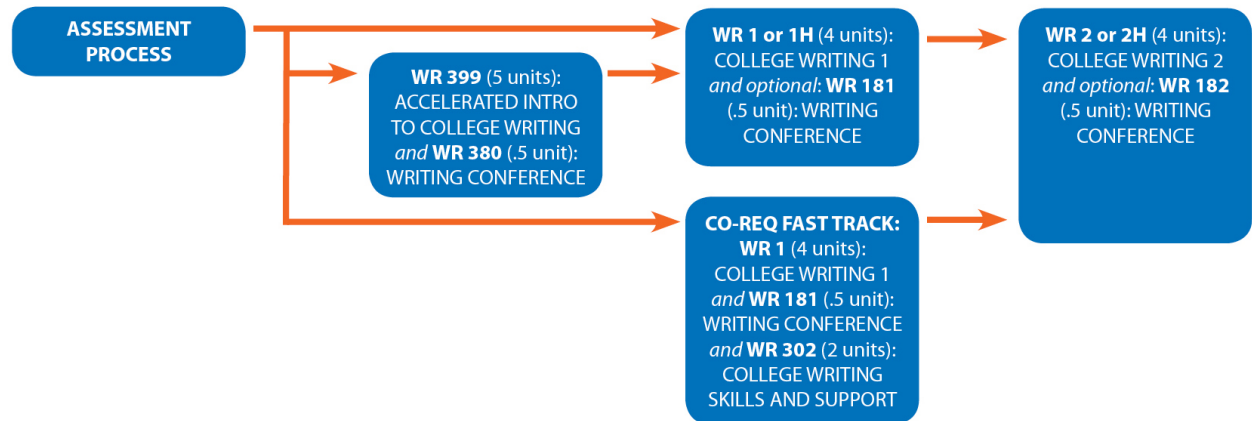 ASSESSMENT
PROCESS
WR 399 (5 units):
ACCELERATED INTRO
TO COLLEGE WRITING
and WR 380 (.5 unit):
WRITING CONFERENCE
WR 1 or 1H (4 units):
COLLEGE WRITING 1
and optional: WR 181
(.5 unit): WRITING
CONFERENCE
WR 2 or 2H (4 units):
COLLEGE WRITING 2
and optional: WR 182
(.5 unit): WRITING
CONFERENCE
CO-REQ FAST TRACK:
WR 1 (4 units):
COLLEGE WRITING 1
and WR 181 (.5 unit):
WRITING CONFERENCE
and WR 302 (2 units):
COLLEGE WRITING
SKILLS AND SUPPORT